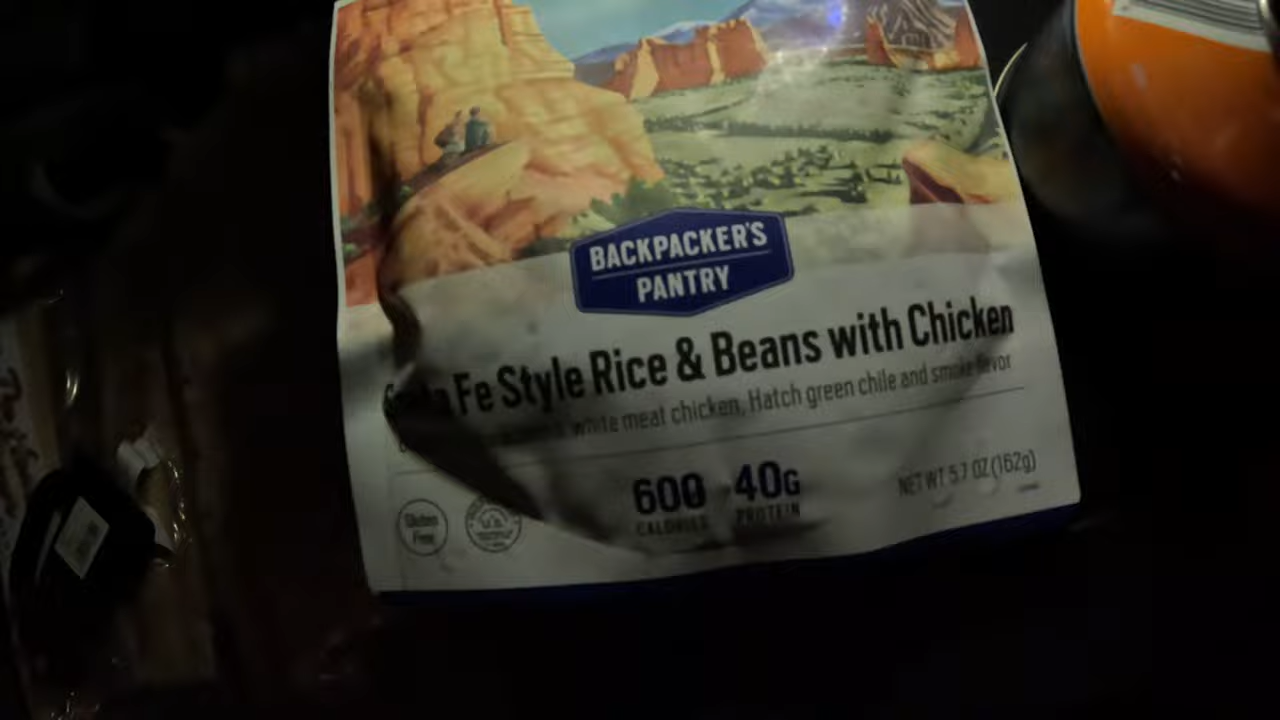 BACKPACKER'S
PANTRY
Fe Style Rice & Beans with Chicken
white meat chicken, Hatch green chile and smoke flavor
600 40G
CALORIES PROTEIN
NET WT 5.7 OZ (162g)
Gluten
Free